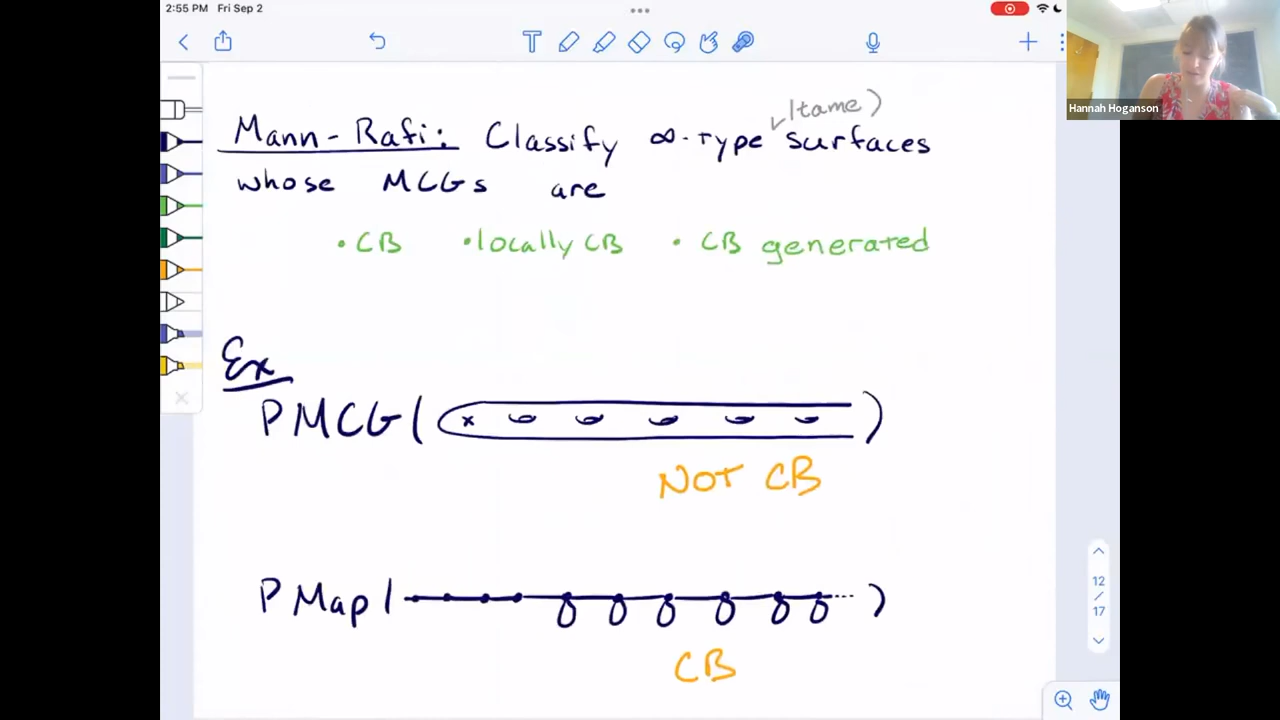 2:55 PM Fri Sep 2
Hannah Hoganson
(tame)
Mann-Rafi: Classify ∞-type surfaces
whose MCGs are
• CB • locally CB • CB generated
Ex
PMCG( x )
NOT CB
PMap( )
CB
12
/
17